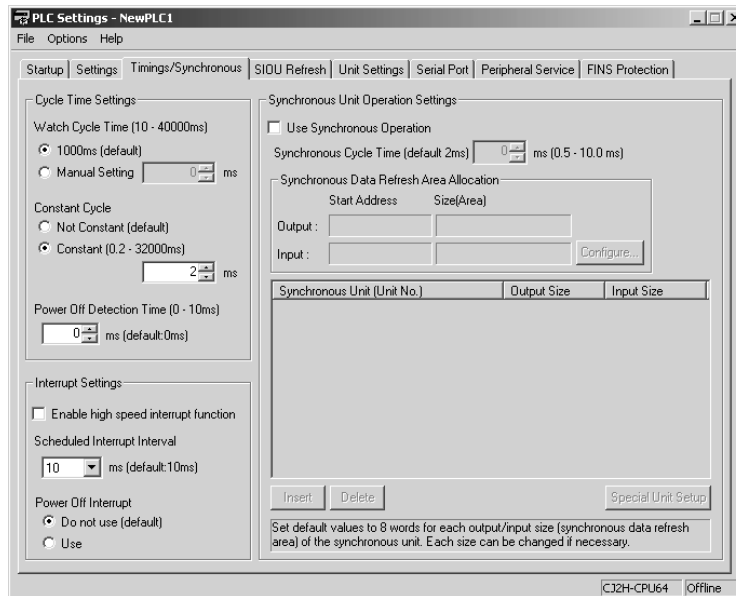 PLC Settings - NewPLC1
File Options Help
Startup Settings Timings/Synchronous SIOU Refresh Unit Settings Serial Port Peripheral Service FINS Protection
Cycle Time Settings
Watch Cycle Time (10 - 40000ms)
1000ms (default)
Manual Setting 0 ms
Constant Cycle
Not Constant (default)
Constant (0.2 - 32000ms)
2 ms
Power Off Detection Time (0 - 10ms)
0 ms (default:0ms)
Interrupt Settings
Enable high speed interrupt function
Scheduled Interrupt Interval
10 ms (default:10ms)
Power Off Interrupt
Do not use (default)
Use
Synchronous Unit Operation Settings
Use Synchronous Operation
Synchronous Cycle Time (default 2ms) 0 ms (0.5 - 10.0 ms)
Synchronous Data Refresh Area Allocation
Start Address Size(Area)
Output :
Input : Configure...
Synchronous Unit (Unit No.) Output Size Input Size
Insert Delete Special Unit Setup
Set default values to 8 words for each output/input size (synchronous data refresh
area) of the synchronous unit. Each size can be changed if necessary.
CJ2H-CPU64 Offline